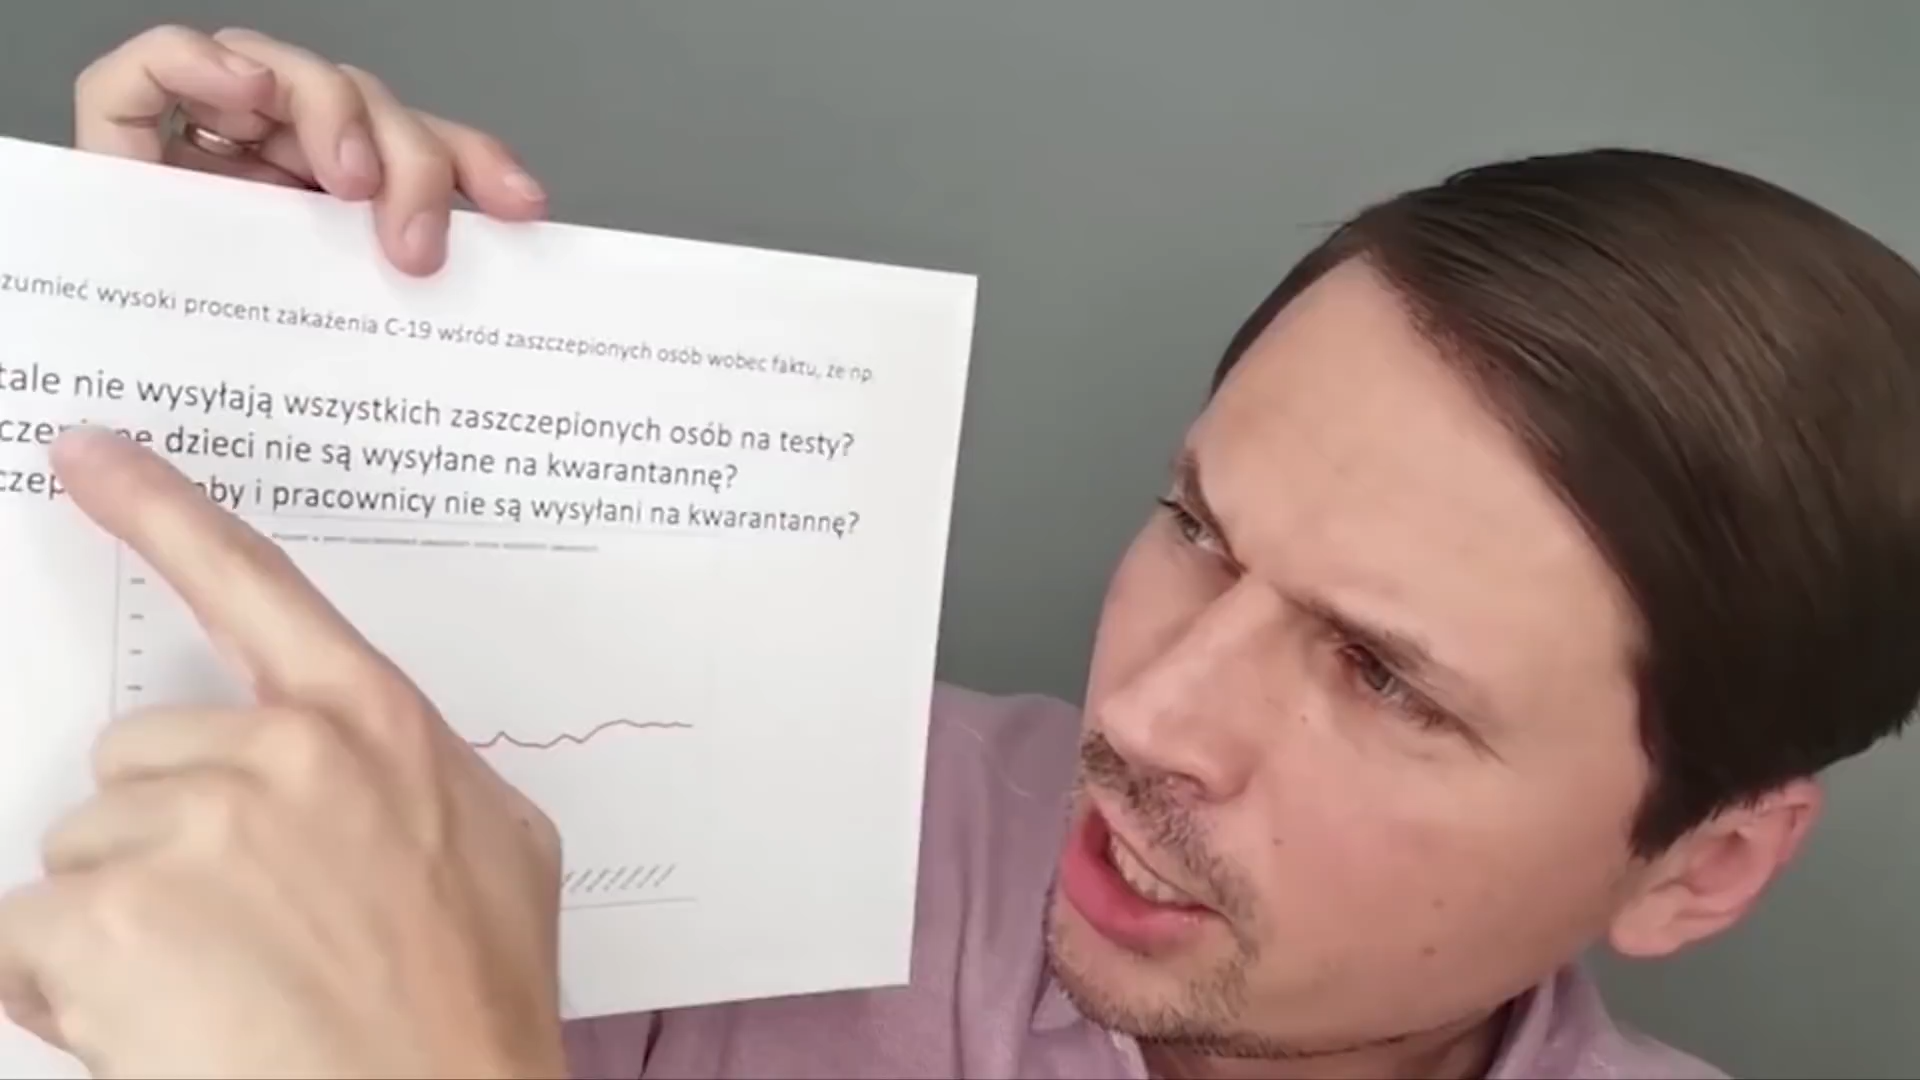 zumieć wysoki procent zakażenia C-19 wśród zaszczepionych osób wobec faktu, że np.
tale nie wysyłają wszystkich zaszczepionych osób na testy?
dzieci nie są wysyłane na kwarantannę?
i pracownicy nie są wysyłani na kwarantannę?